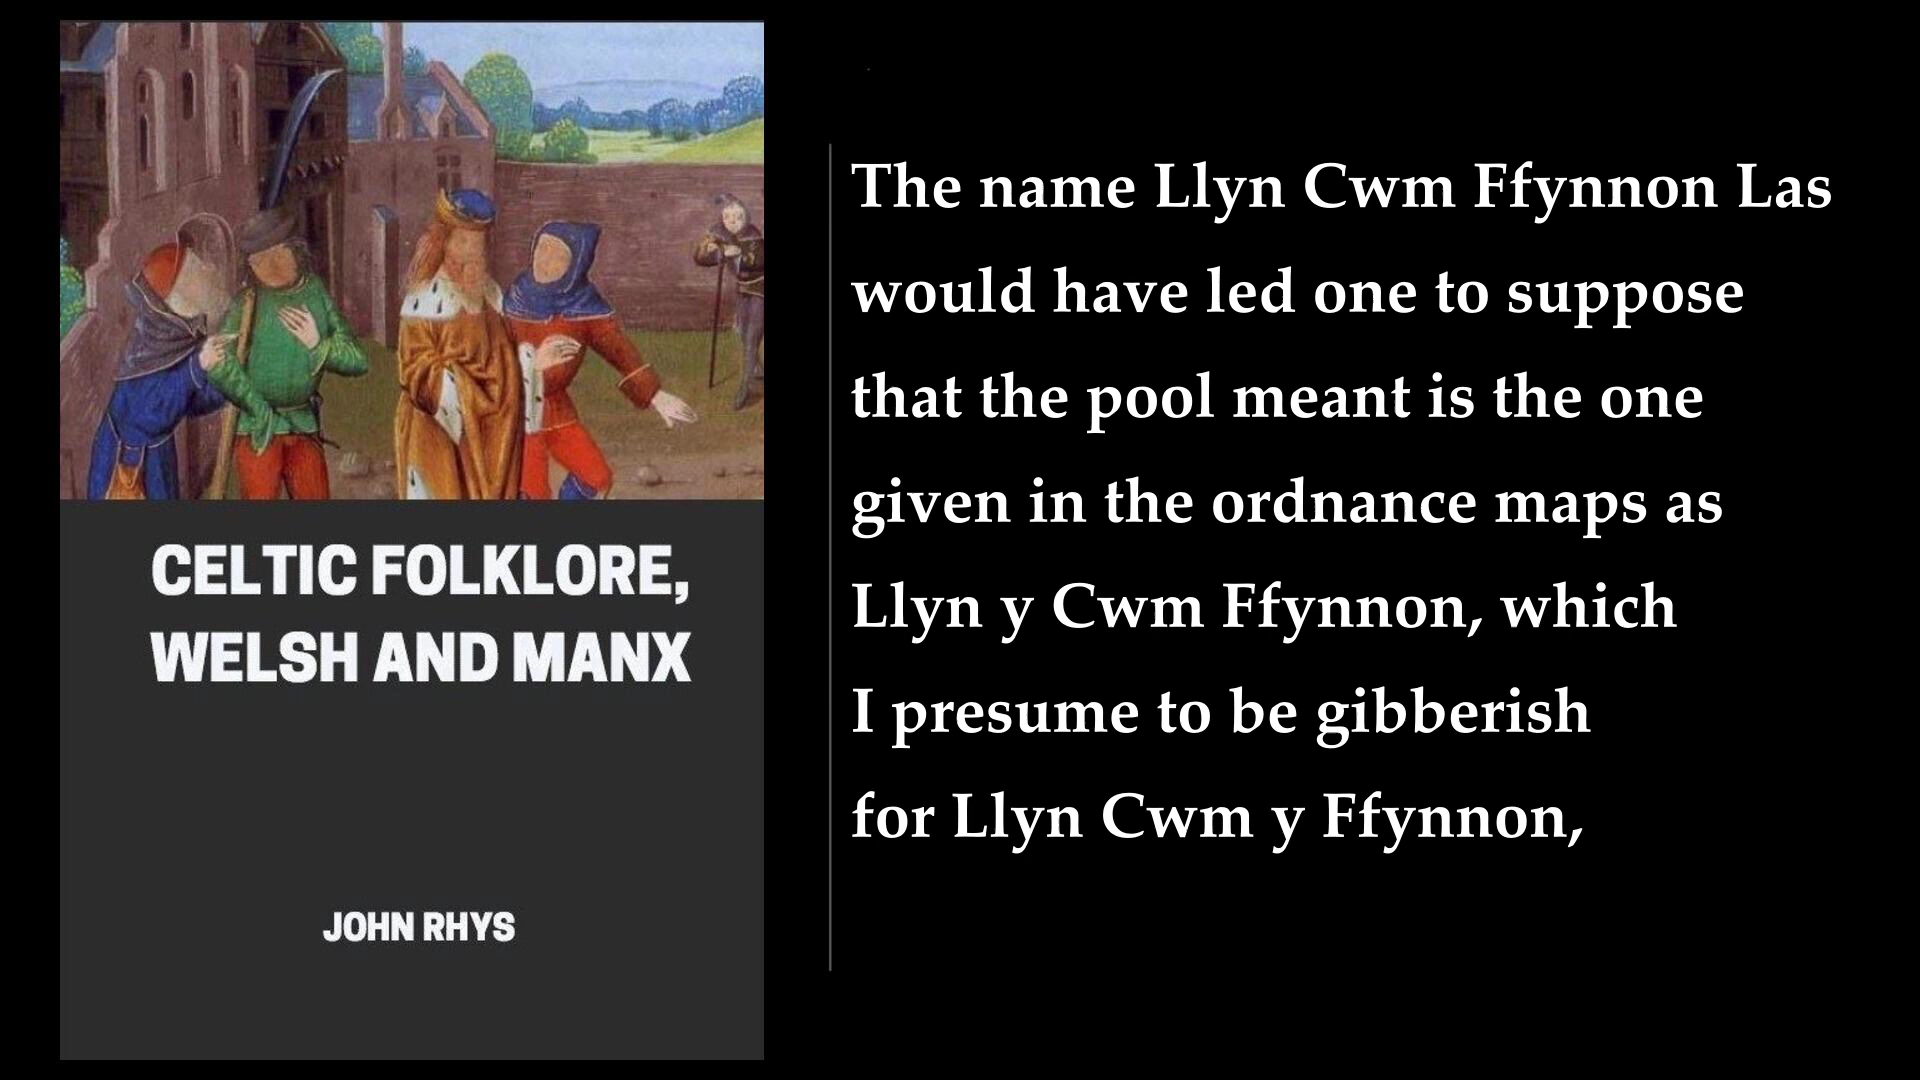 CELTIC FOLKLORE,
WELSH AND MANX
JOHN RHYS
The name Llyn Cwm Ffynnon Las
would have led one to suppose
that the pool meant is the one
given in the ordnance maps as
Llyn y Cwm Ffynnon, which
I presume to be gibberish
for Llyn Cwm y Ffynnon,